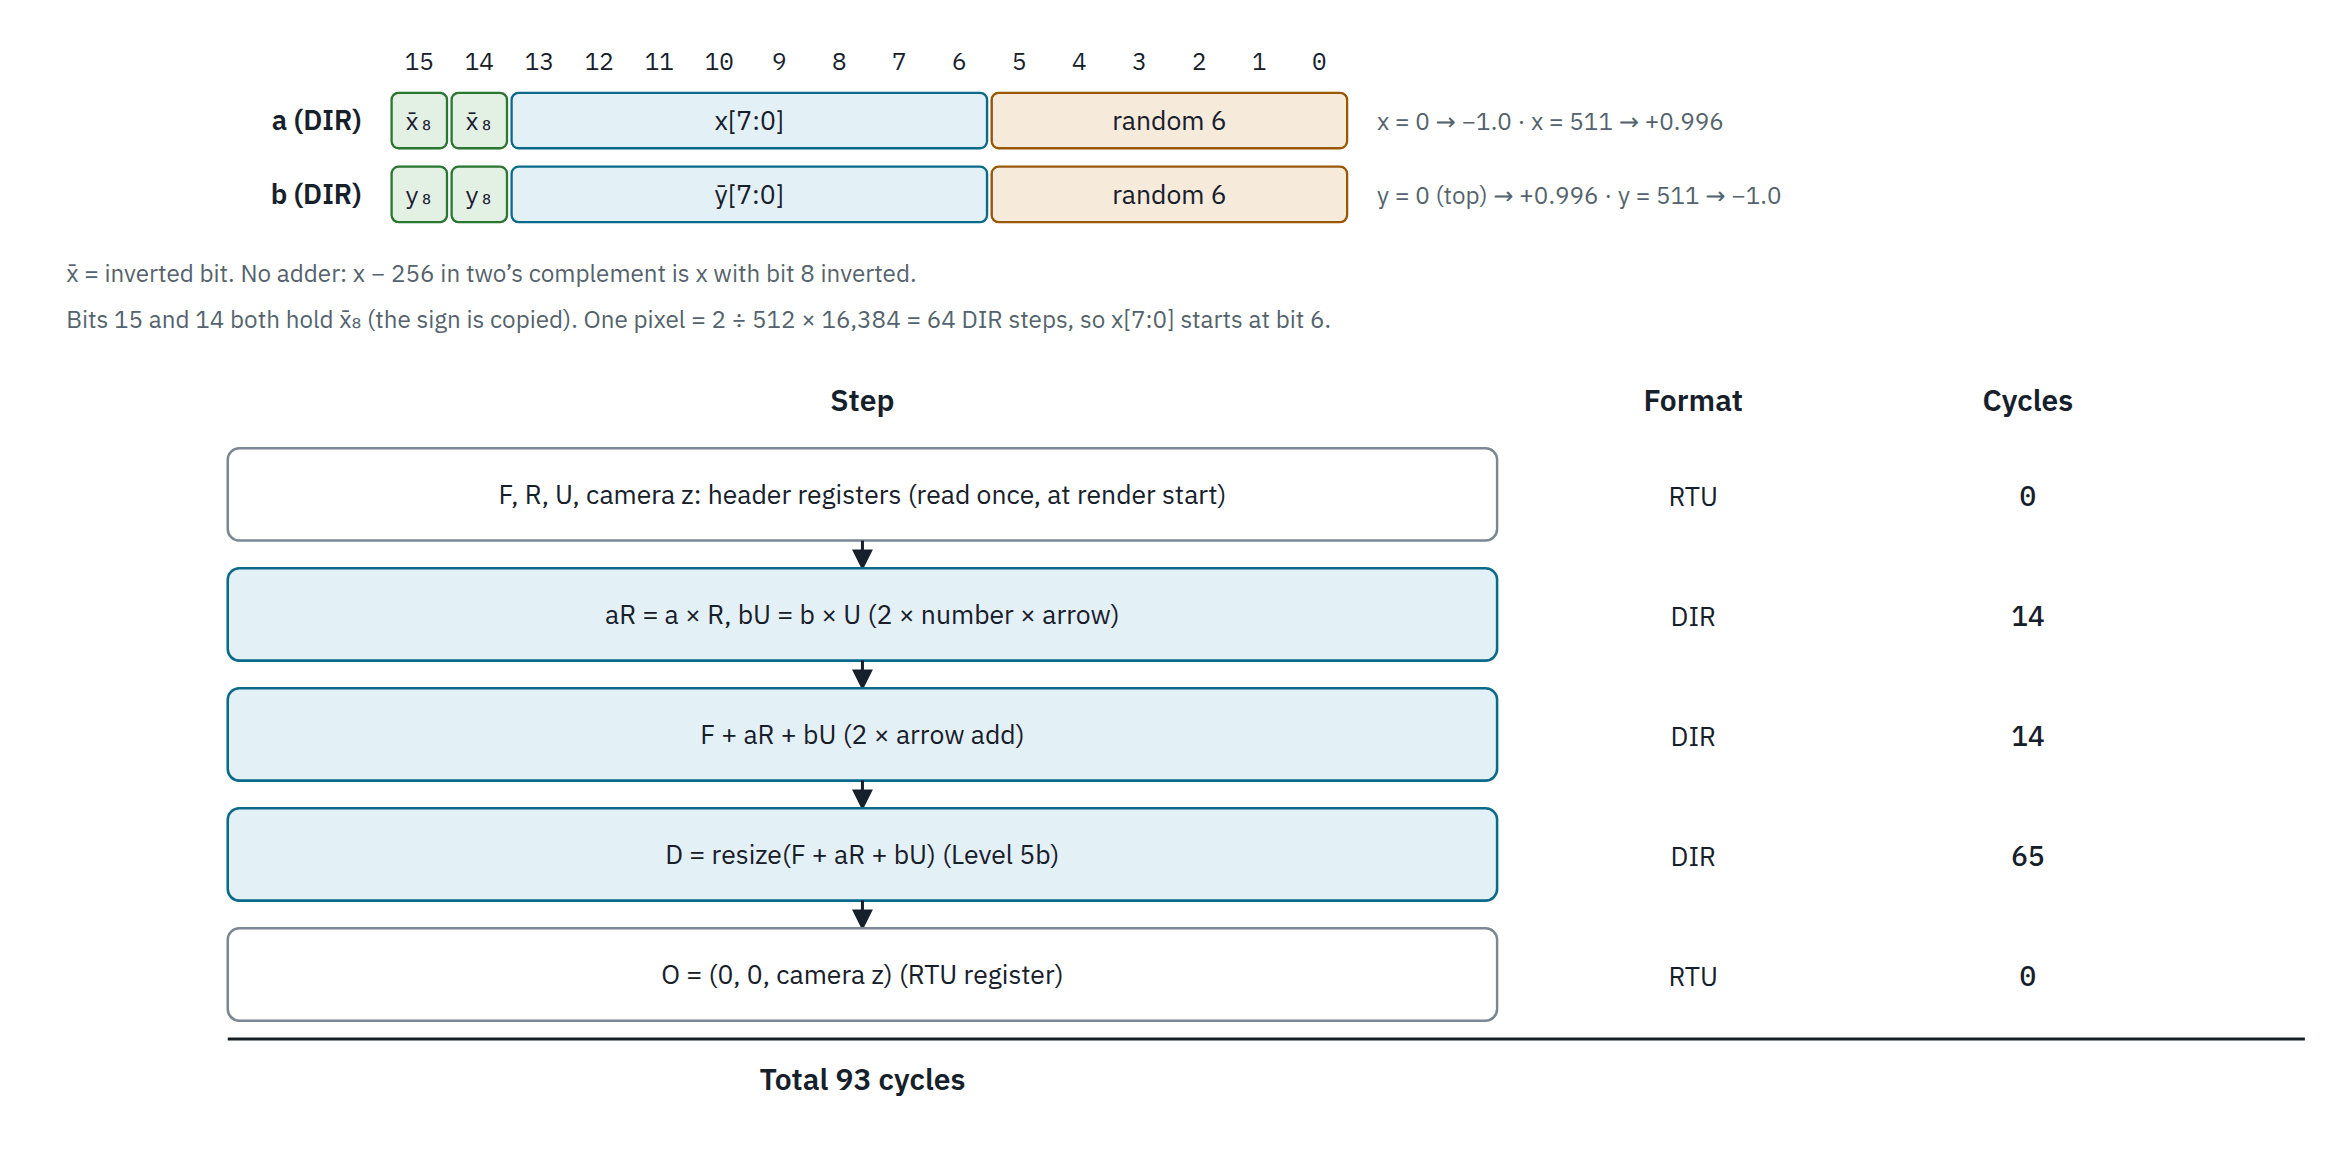 15 14 13 12 11 10 9 8 7 6 5 4 3 2 1 0
a (DIR) x̄₈ x̄₈ x[7:0] random 6 x = 0 → −1.0 · x = 511 → +0.996
b (DIR) y₈ y₈ ȳ[7:0] random 6 y = 0 (top) → +0.996 · y = 511 → −1.0
x̄ = inverted bit. No adder: x − 256 in two’s complement is x with bit 8 inverted.
Bits 15 and 14 both hold x̄₈ (the sign is copied). One pixel = 2 ÷ 512 × 16,384 = 64 DIR steps, so x[7:0] starts at bit 6.
Step Format Cycles
F, R, U, camera z: header registers (read once, at render start) RTU 0
aR = a × R, bU = b × U (2 × number × arrow) DIR 14
F + aR + bU (2 × arrow add) DIR 14
D = resize(F + aR + bU) (Level 5b) DIR 65
O = (0, 0, camera z) (RTU register) RTU 0
Total 93 cycles